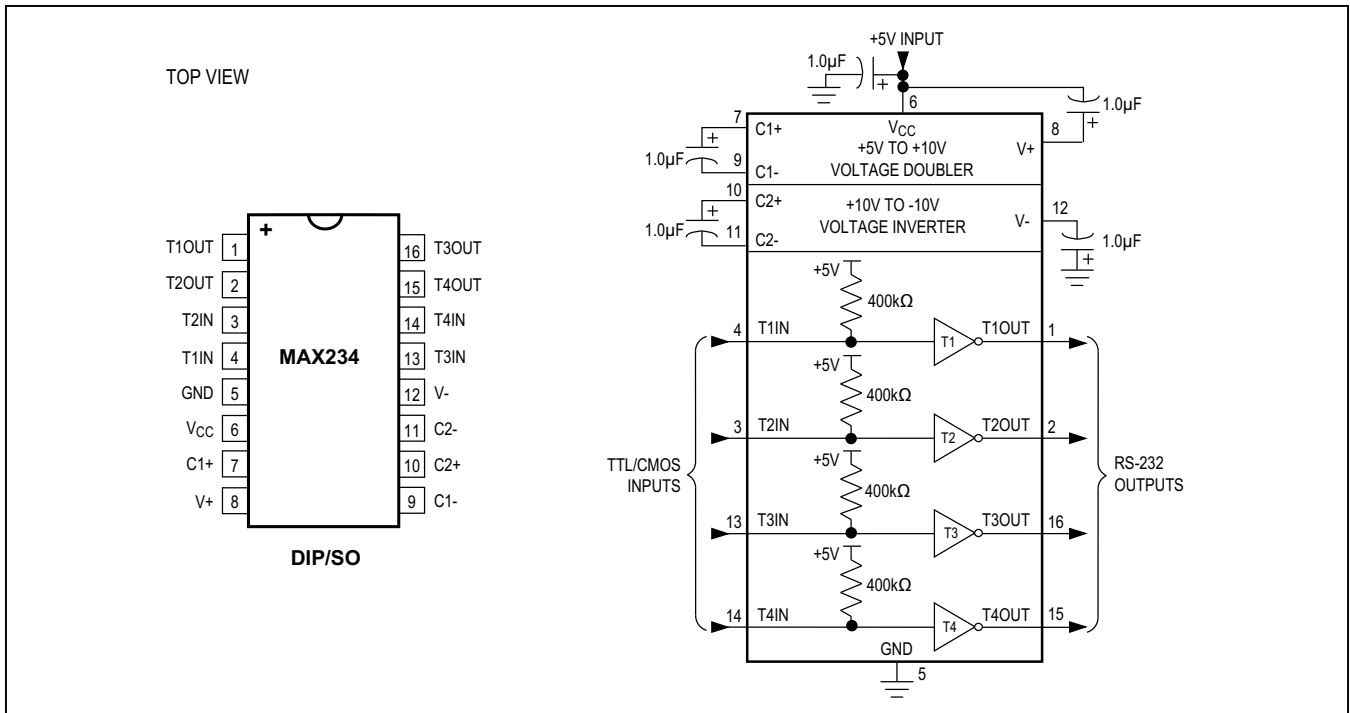 TOP VIEW
+
MAX234
T1OUT 1
T2OUT 2
T2IN 3
T1IN 4
GND 5
VCC 6
C1+ 7
V+ 8
16 T3OUT
15 T4OUT
14 T4IN
13 T3IN
12 V-
11 C2-
10 C2+
9 C1-
DIP/SO
+5V INPUT
1.0µF
+
6
1.0µF
+
7 C1+
+
1.0µF
9 C1-
VCC
+5V TO +10V
VOLTAGE DOUBLER
V+ 8
10 C2+
+
1.0µF
11 C2-
+10V TO -10V
VOLTAGE INVERTER
V- 12
1.0µF
+
+5V
400kΩ
4 T1IN T1 T1OUT 1
+5V
400kΩ
3 T2IN T2 T2OUT 2
+5V
400kΩ
TTL/CMOS
INPUTS
RS-232
OUTPUTS
13 T3IN T3 T3OUT 16
+5V
400kΩ
14 T4IN T4 T4OUT 15
GND
5